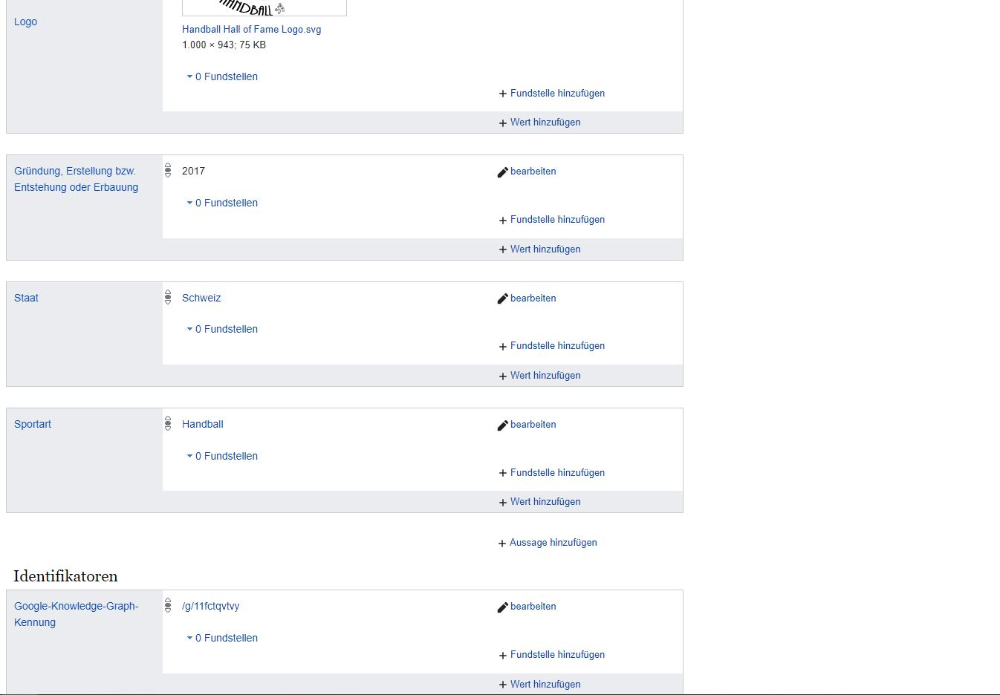 HANDBALL
Logo
Handball Hall of Fame Logo.svg
1.000 × 943; 75 KB
0 Fundstellen
Fundstelle hinzufügen
Wert hinzufügen
Gründung, Erstellung bzw.
Entstehung oder Erbauung
2017
bearbeiten
0 Fundstellen
Fundstelle hinzufügen
Wert hinzufügen
Staat
Schweiz
bearbeiten
0 Fundstellen
Fundstelle hinzufügen
Wert hinzufügen
Sportart
Handball
bearbeiten
0 Fundstellen
Fundstelle hinzufügen
Wert hinzufügen
Aussage hinzufügen
Identifikatoren
Google-Knowledge-Graph-
Kennung
/g/11fctqvtvy
bearbeiten
0 Fundstellen
Fundstelle hinzufügen
Wert hinzufügen